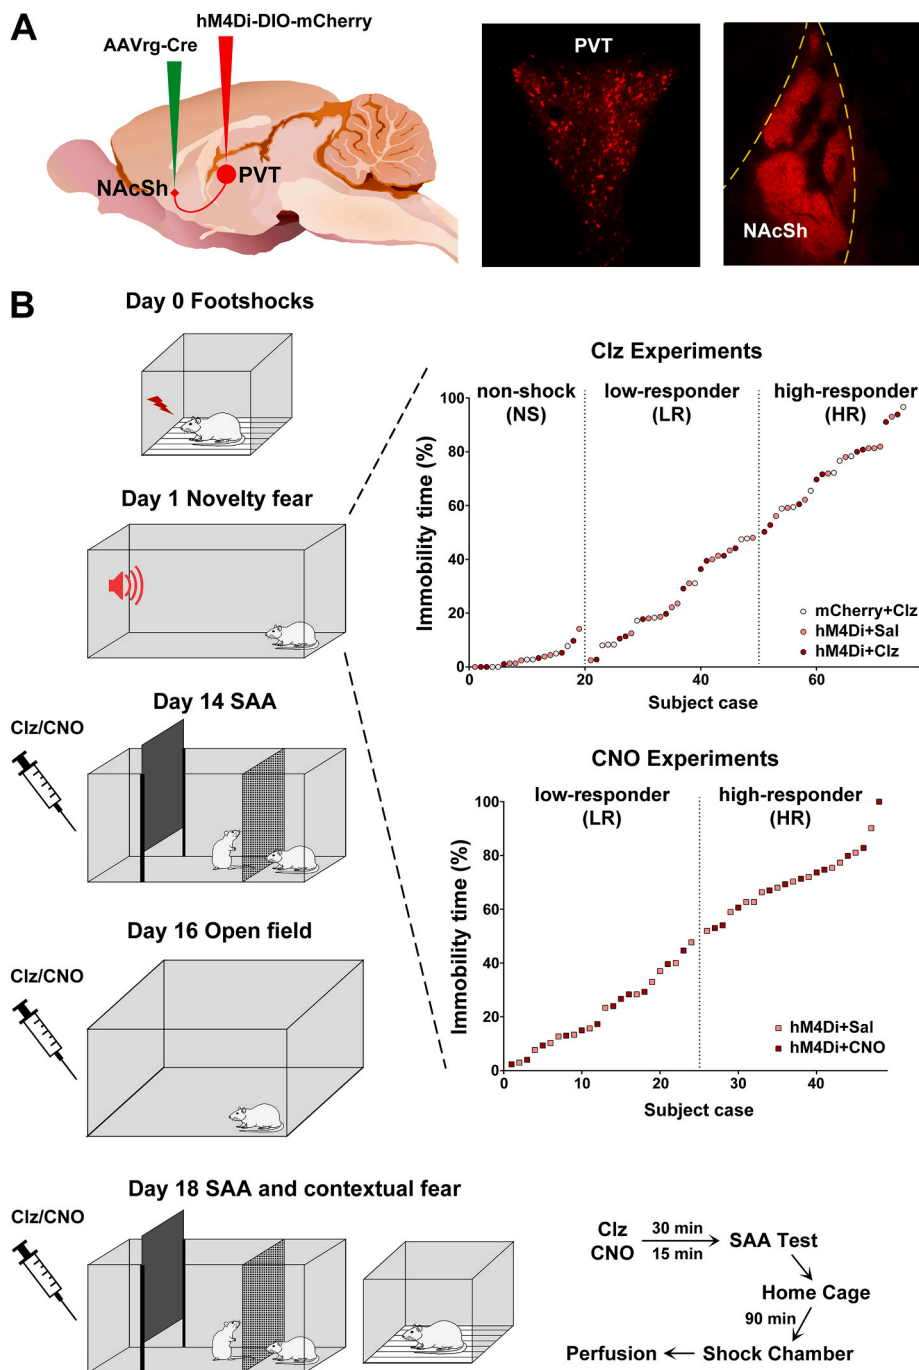 A
hM4Di-DIO-mCherry
AAVrg-Cre
NAcSh
PVT
PVT
NAcSh
B
Day 0 Footshocks
Day 1 Novelty fear
Day 14 SAA
Clz/CNO
Day 16 Open field
Clz/CNO
Day 18 SAA and contextual fear
Clz/CNO
Clz Experiments
non-shock
(NS)
low-responder
(LR)
high-responder
(HR)
Immobility time (%)
100
80
60
40
20
0
0
20
40
60
Subject case
mCherry+Clz
hM4Di+Sal
hM4Di+Clz
CNO Experiments
low-responder
(LR)
high-responder
(HR)
Immobility time (%)
100
80
60
40
20
0
0
10
20
30
40
Subject case
hM4Di+Sal
hM4Di+CNO
Clz
CNO
30 min
15 min
SAA Test
Home Cage
90 min
Perfusion
Shock Chamber